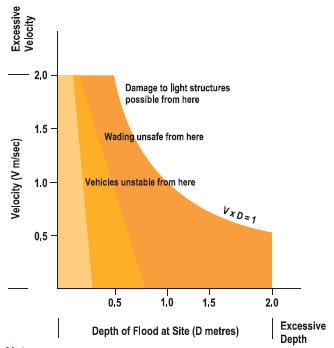 Excessive
Velocity
2,0
Damage to light structures
possible from here
1.5
Wading unsafe from here
Velocity (V m/sec)
1.0
Vehicles unstable from here
V x D = 1
0.5
0.5
1.0
1.5
2.0
Depth of Flood at Site (D metres)
Excessive
Depth